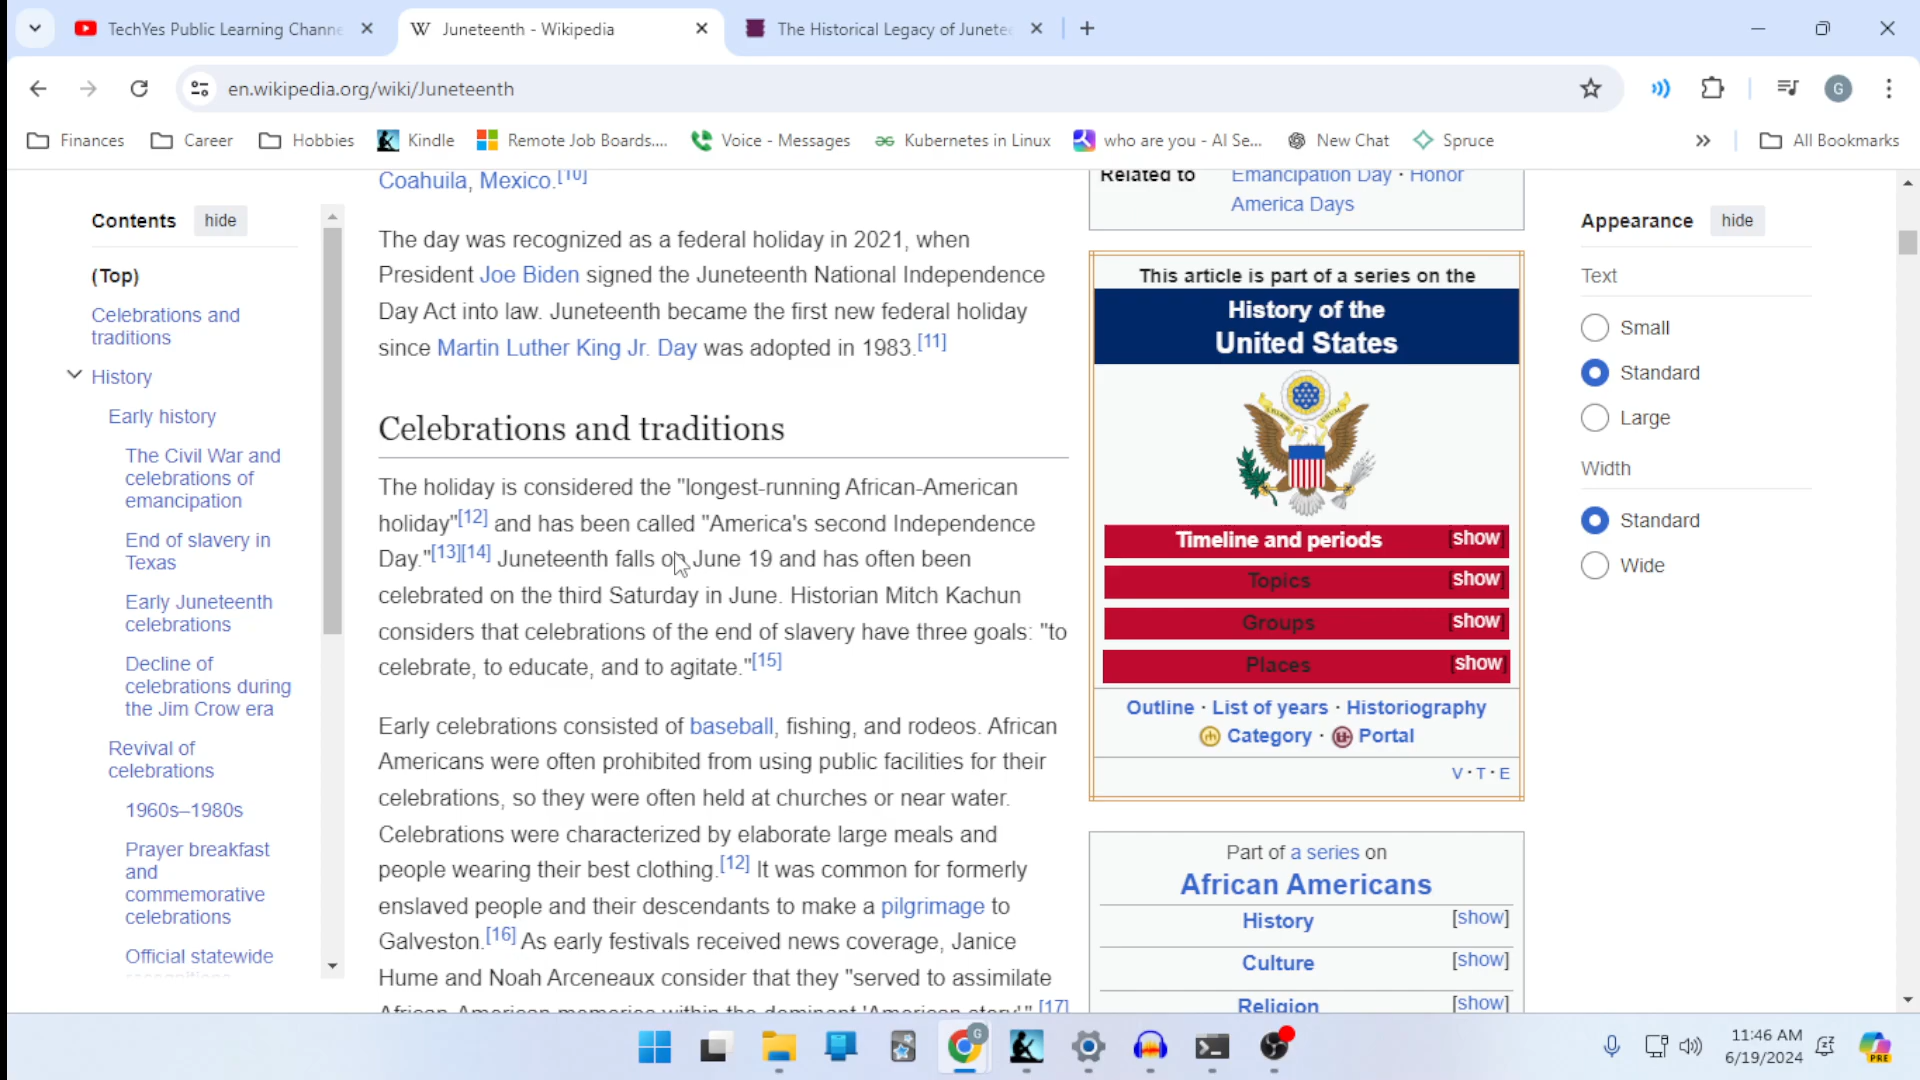 TechYes Public Learning Channe
Juneteenth - Wikipedia
The Historical Legacy of Junetee
en.wikipedia.org/wiki/Juneteenth
G
Finances
Career
Hobbies
Kindle
Remote Job Boards....
Voice - Messages
Kubernetes in Linux
who are you - AI Se...
New Chat
Spruce
All Bookmarks
Contents
hide
(Top)
Celebrations and
traditions
History
Early history
The Civil War and
celebrations of
emancipation
End of slavery in
Texas
Early Juneteenth
celebrations
Decline of
celebrations during
the Jim Crow era
Revival of
celebrations
1960s–1980s
Prayer breakfast
and
commemorative
celebrations
Official statewide
Coahuila, Mexico.[10]
The day was recognized as a federal holiday in 2021, when
President Joe Biden signed the Juneteenth National Independence
Day Act into law. Juneteenth became the first new federal holiday
since Martin Luther King Jr. Day was adopted in 1983.[11]
Celebrations and traditions
The holiday is considered the "longest-running African-American
holiday"[12] and has been called "America's second Independence
Day."[13][14] Juneteenth falls on June 19 and has often been
celebrated on the third Saturday in June. Historian Mitch Kachun
considers that celebrations of the end of slavery have three goals: "to
celebrate, to educate, and to agitate."[15]
Early celebrations consisted of baseball, fishing, and rodeos. African
Americans were often prohibited from using public facilities for their
celebrations, so they were often held at churches or near water.
Celebrations were characterized by elaborate large meals and
people wearing their best clothing.[12] It was common for formerly
enslaved people and their descendants to make a pilgrimage to
Galveston.[16] As early festivals received news coverage, Janice
Hume and Noah Arceneaux consider that they "served to assimilate
African-American memories within the dominant 'American story'."[17]
Related to
Emancipation Day · Honor
America Days
This article is part of a series on the
History of the
United States
Timeline and periods [show]
Topics [show]
Groups [show]
Places [show]
Outline · List of years · Historiography
Category · Portal
V · T · E
Part of a series on
African Americans
History [show]
Culture [show]
Religion [show]
Appearance
hide
Text
Small
Standard
Large
Width
Standard
Wide
G
11:46 AM
6/19/2024
PRE